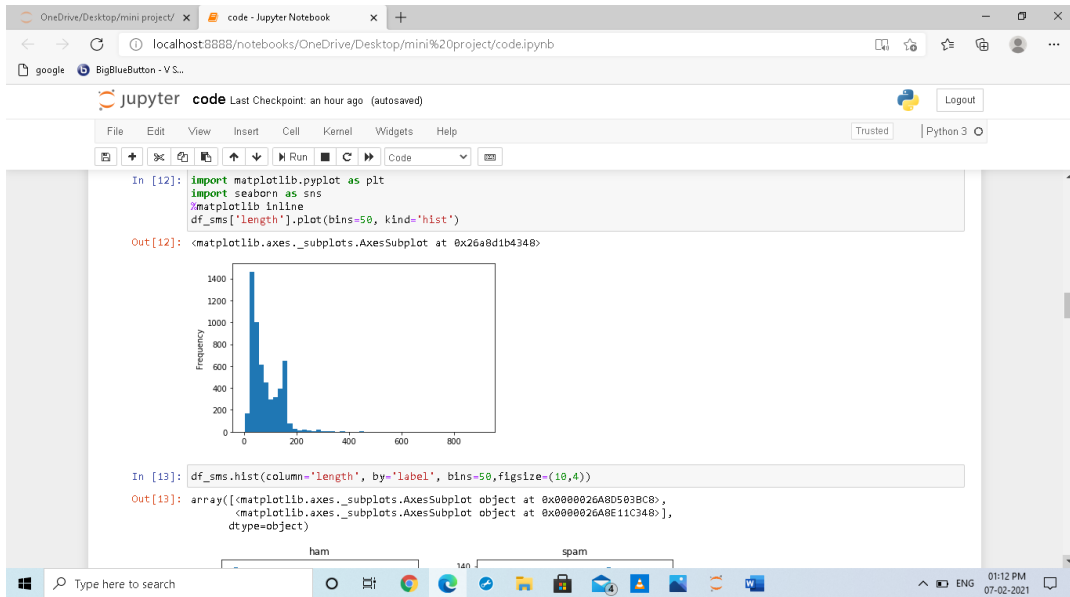 OneDrive/Desktop/mini project/
code - Jupyter Notebook
localhost:8888/notebooks/OneDrive/Desktop/mini%20project/code.ipynb
google
BigBlueButton - V S...
jupyter code Last Checkpoint: an hour ago (autosaved)
Logout
File Edit View Insert Cell Kernel Widgets Help
Trusted
Python 3
Run
Code
In [12]: import matplotlib.pyplot as plt
import seaborn as sns
%matplotlib inline
df_sms['length'].plot(bins=50, kind='hist')
Out[12]: <matplotlib.axes._subplots.AxesSubplot at 0x26a8d1b4348>
1400
1200
1000
800
600
400
200
0
Frequency
0 200 400 600 800
In [13]: df_sms.hist(column='length', by='label', bins=50,figsize=(10,4))
Out[13]: array([<matplotlib.axes._subplots.AxesSubplot object at 0x0000026A8D503BC8>,
<matplotlib.axes._subplots.AxesSubplot object at 0x0000026A8E11C348>],
dtype=object)
ham
spam
140
Type here to search
4
ENG
01:12 PM
07-02-2021